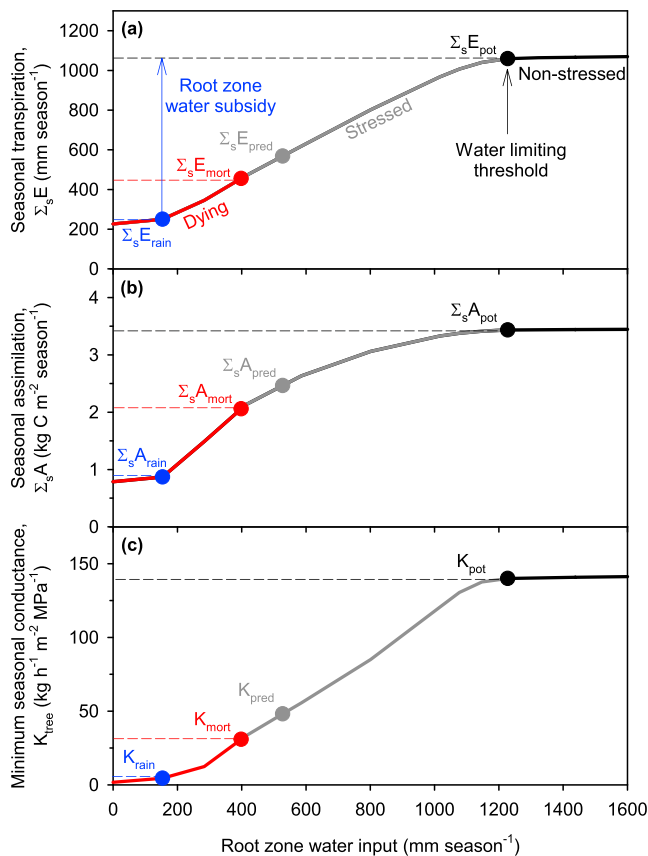 (a)
Seasonal transpiration,
ΣsE (mm season⁻¹)
1200
1000
800
600
400
200
0
ΣsEpot
Non-stressed
Root zone
water subsidy
Stressed
ΣsEpred
Water limiting
threshold
ΣsEmort
Dying
ΣsErain
(b)
Seasonal assimilation,
ΣsA (kg C m⁻² season⁻¹)
4
3
2
1
0
ΣsApot
ΣsApred
ΣsAmort
ΣsArain
(c)
Minimum seasonal conductance,
Ktree (kg h⁻¹ m⁻² MPa⁻¹)
150
100
50
0
Kpot
Kpred
Kmort
Krain
0 200 400 600 800 1000 1200 1400 1600
Root zone water input (mm season⁻¹)